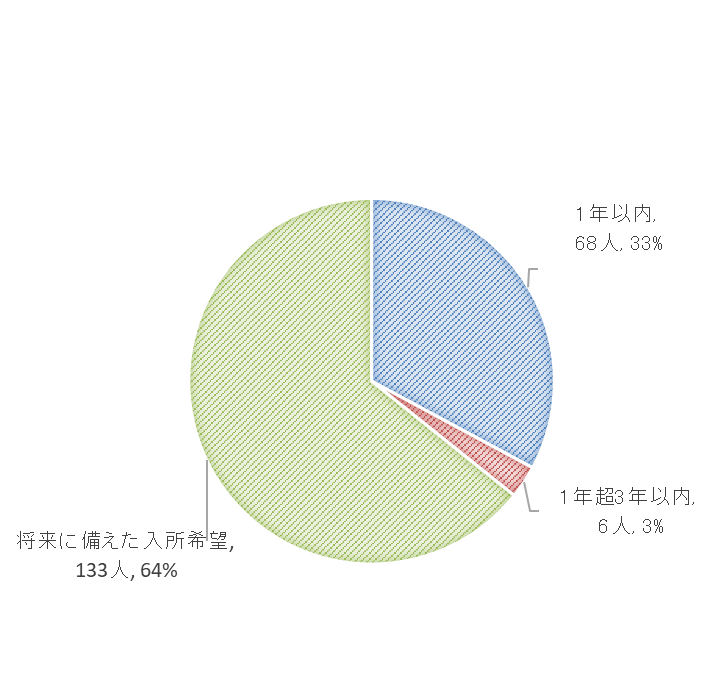 1年以内,
68人, 33%
1年超3年以内,
6人, 3%
将来に備えた入所希望,
133人, 64%